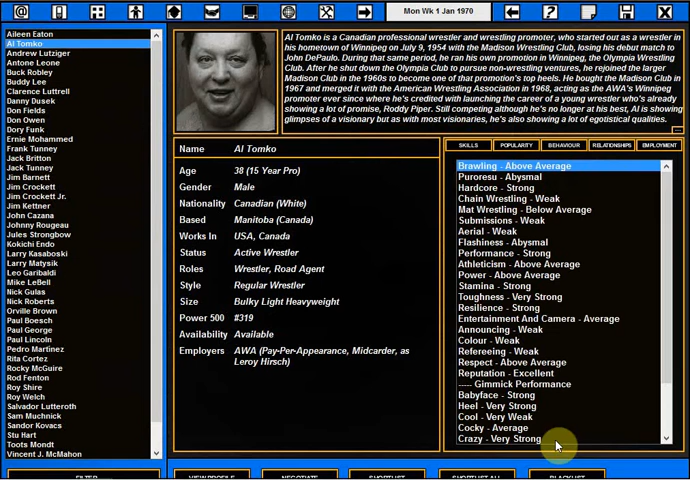 Mon Wk 1 Jan 1970
Aileen Eaton
Al Tomko
Andrew Lutziger
Antone Leone
Buck Robley
Buddy Lee
Clarence Luttrell
Danny Dusek
Don Fields
Don Owen
Dory Funk
Ernie Mohammed
Frank Tunney
Jack Britton
Jack Tunney
Jim Barnett
Jim Crockett
Jim Crockett Jr.
Jim Kettner
John Cazana
Johnny Rougeau
Jules Strongbow
Kokichi Endo
Larry Kasaboski
Larry Matysik
Leo Garibaldi
Mike LeBell
Nick Gulas
Nick Roberts
Orville Brown
Paul Boesch
Paul George
Paul Lincoln
Pedro Martinez
Rita Cortez
Rocky McGuire
Rod Fenton
Roy Shire
Roy Welch
Salvador Lutteroth
Sam Muchnick
Sandor Kovacs
Stu Hart
Toots Mondt
Vincent J. McMahon
FILTER
Al Tomko is a Canadian professional wrestler and wrestling promoter, who started out as a wrestler in
his hometown of Winnipeg on July 9, 1954 with the Madison Wrestling Club, losing his debut match to
John DePaulo. During that same period, he ran his own promotion in Winnipeg, the Olympia Wrestling
Club. After he shut down the Olympia Club to pursue non-wrestling ventures, he rejoined the larger
Madison Club in the 1960s to become one of that promotion's top heels. He bought the Madison Club in
1967 and merged it with the American Wrestling Association in 1968, acting as the AWA's Winnipeg
promoter ever since where he's credited with launching the career of a young wrestler who's already
showing a lot of promise, Roddy Piper. Still competing although he's no longer at his best, Al is showing
glimpses of a visionary but as with most visionaries, he's also showing a lot of egotistical qualities.
...
Name Al Tomko
Age 38 (15 Year Pro)
Gender Male
Nationality Canadian (White)
Based Manitoba (Canada)
Works In USA, Canada
Status Active Wrestler
Roles Wrestler, Road Agent
Style Regular Wrestler
Size Bulky Light Heavyweight
Power 500 #319
Availability Available
Employers AWA (Pay-Per-Appearance, Midcarder, as
Leroy Hirsch)
SKILLS POPULARITY BEHAVIOUR RELATIONSHIPS EMPLOYMENT
Brawling - Above Average
Puroresu - Abysmal
Hardcore - Strong
Chain Wrestling - Weak
Mat Wrestling - Below Average
Submissions - Weak
Aerial - Weak
Flashiness - Abysmal
Performance - Strong
Athleticism - Above Average
Power - Above Average
Stamina - Strong
Toughness - Very Strong
Resilience - Strong
Entertainment And Camera - Average
Announcing - Weak
Colour - Weak
Refereeing - Weak
Respect - Above Average
Reputation - Excellent
----- Gimmick Performance
Babyface - Strong
Heel - Very Strong
Cool - Very Weak
Cocky - Average
Crazy - Very Strong
VIEW PROFILE NEGOTIATE SHORTLIST SHORTLIST ALL BLACKLIST